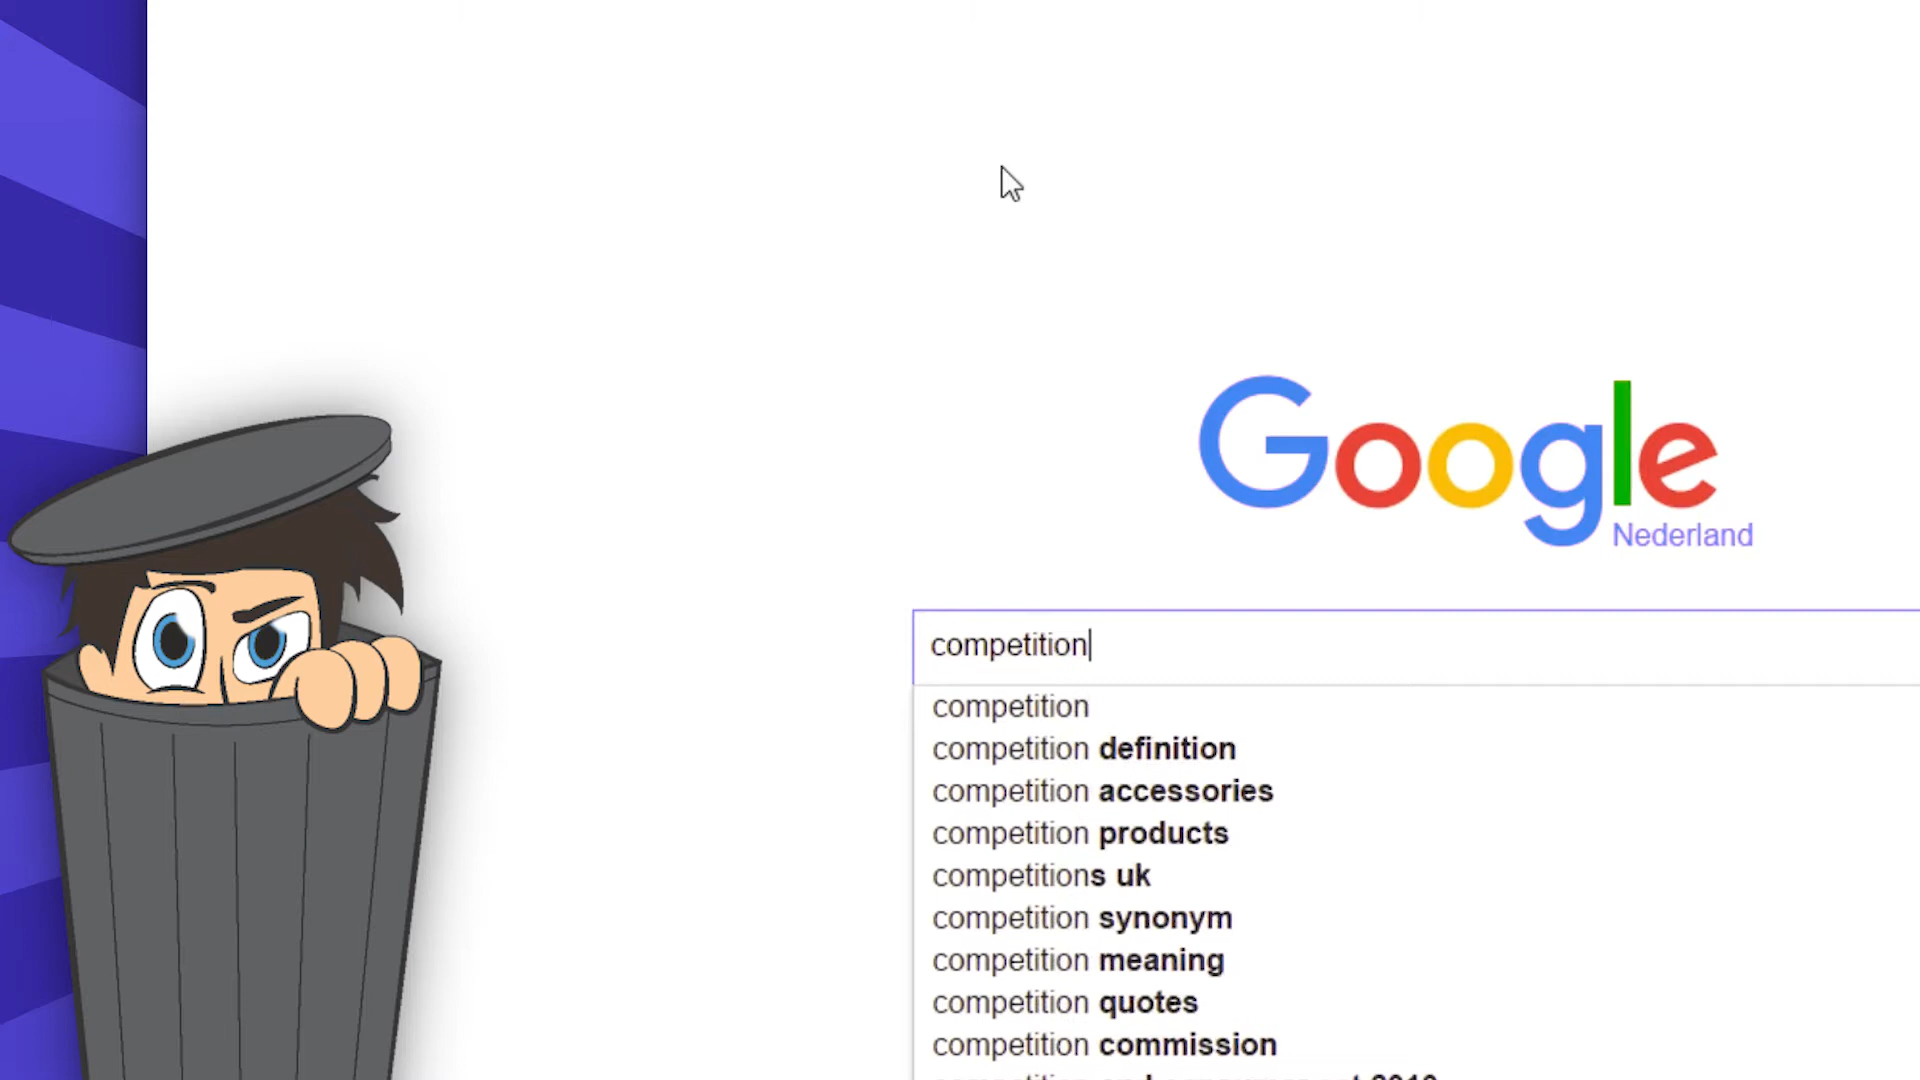 Google
Nederland
competition
competition
competition definition
competition accessories
competition products
competitions uk
competition synonym
competition meaning
competition quotes
competition commission